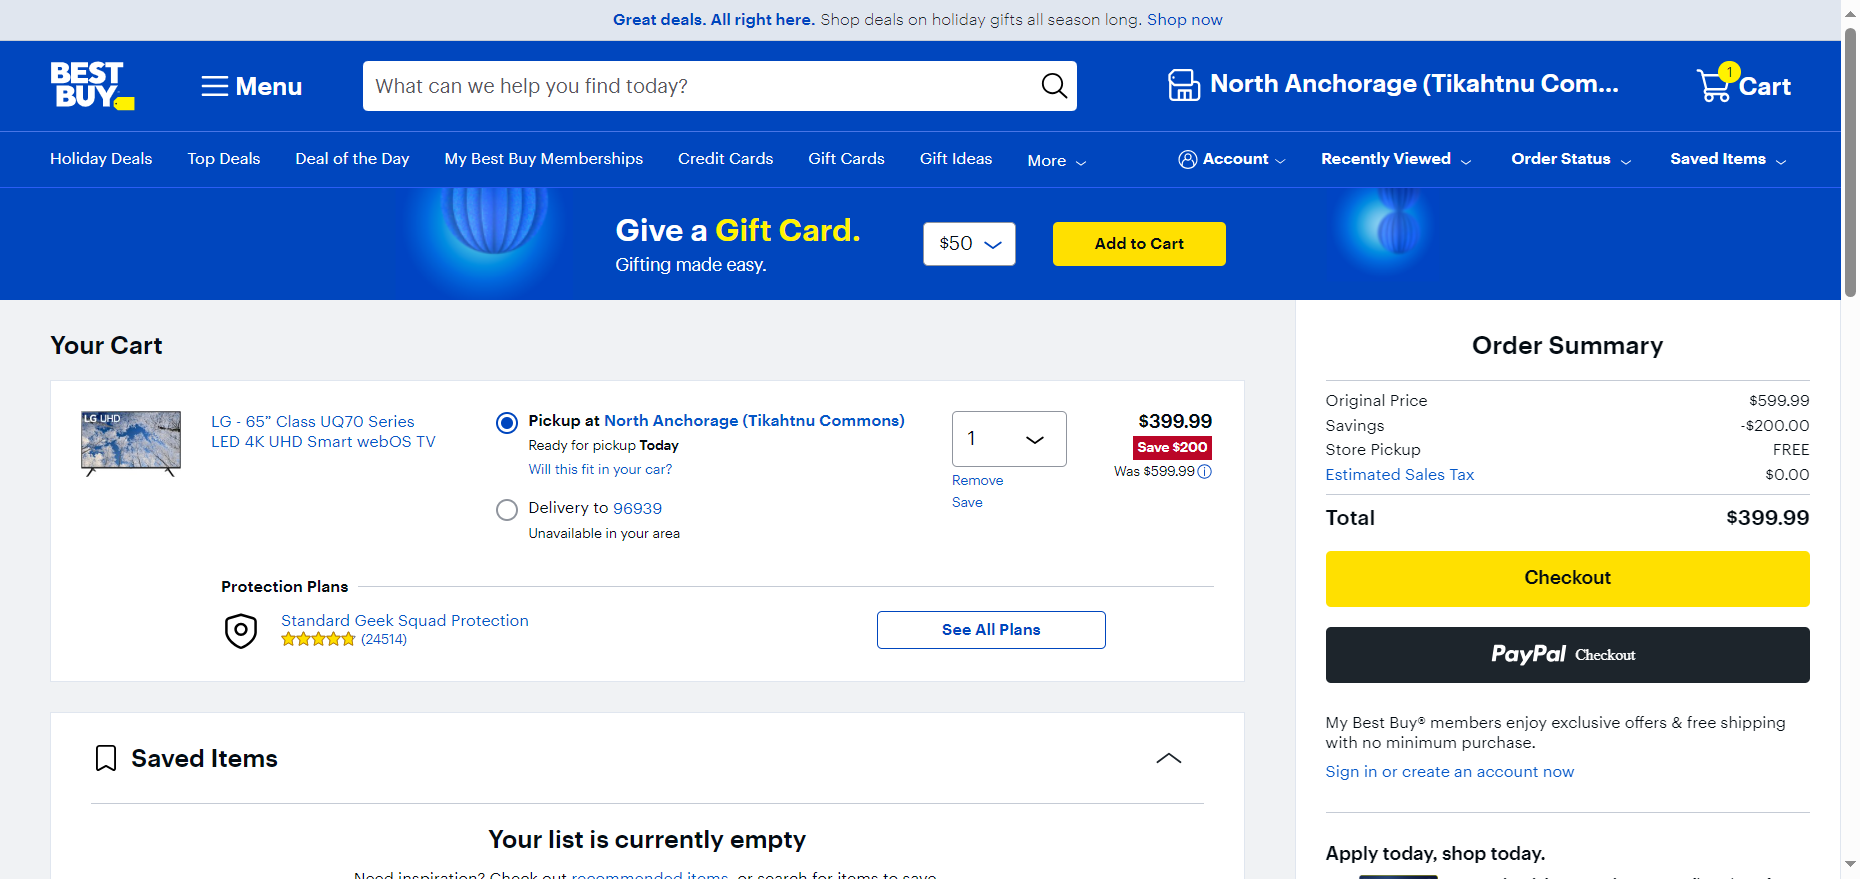 Great deals. All right here. Shop deals on holiday gifts all season long. Shop now
BEST
BUY
Menu
What can we help you find today?
North Anchorage (Tikahtnu Com...
1
Cart
Holiday Deals
Top Deals
Deal of the Day
My Best Buy Memberships
Credit Cards
Gift Cards
Gift Ideas
More
Account
Recently Viewed
Order Status
Saved Items
Give a Gift Card.
Gifting made easy.
$50
Add to Cart
Your Cart
LG UHD
LG - 65” Class UQ70 Series
LED 4K UHD Smart webOS TV
Pickup at North Anchorage (Tikahtnu Commons)
Ready for pickup Today
Will this fit in your car?
Delivery to 96939
Unavailable in your area
1
Remove
Save
$399.99
Save $200
Was $599.99
Protection Plans
Standard Geek Squad Protection
(24514)
See All Plans
Saved Items
Your list is currently empty
Need inspiration? Check out recommended items, or search for items to save.
Order Summary
Original Price $599.99
Savings -$200.00
Store Pickup FREE
Estimated Sales Tax $0.00
Total $399.99
Checkout
PayPal Checkout
My Best Buy® members enjoy exclusive offers & free shipping
with no minimum purchase.
Sign in or create an account now
Apply today, shop today.